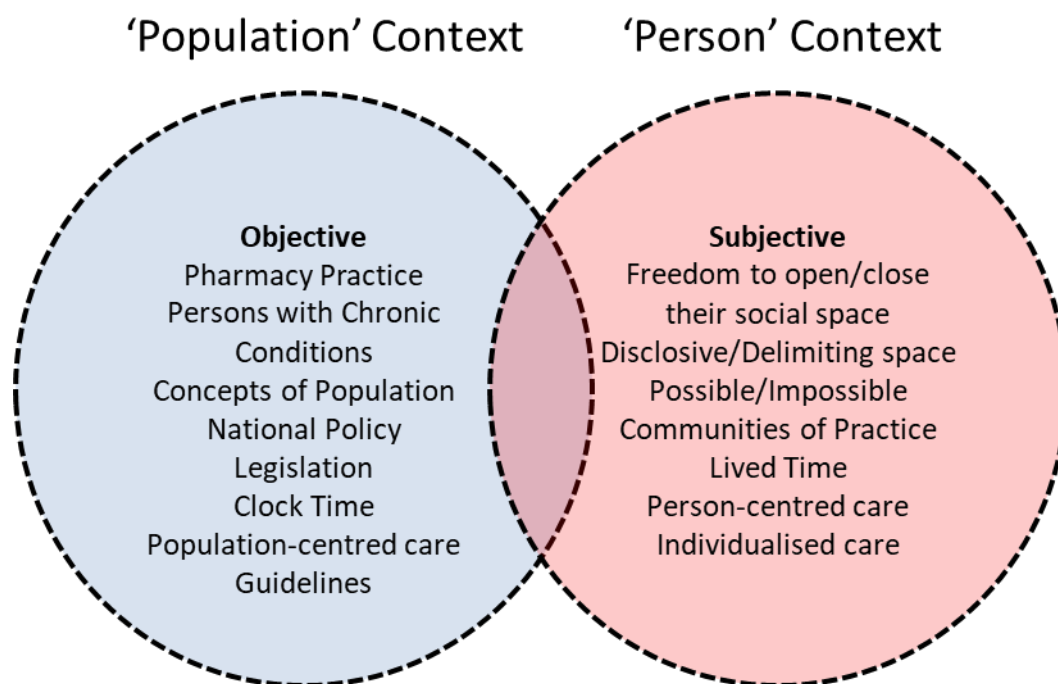 ‘Population’ Context
‘Person’ Context
Objective
Pharmacy Practice
Persons with Chronic
Conditions
Concepts of Population
National Policy
Legislation
Clock Time
Population-centred care
Guidelines
Subjective
Freedom to open/close
their social space
Disclosive/Delimiting space
Possible/Impossible
Communities of Practice
Lived Time
Person-centred care
Individualised care